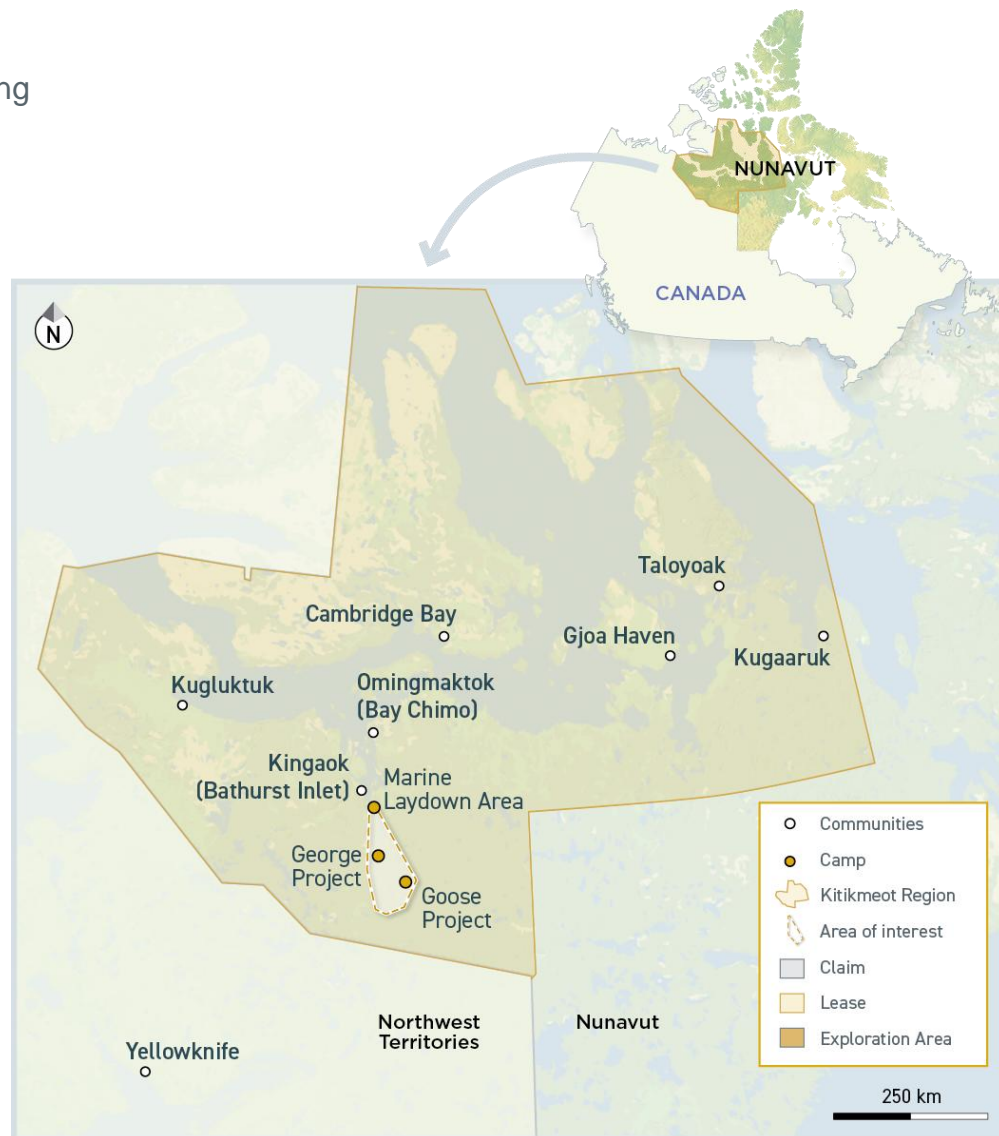 ng
NUNAVUT
CANADA
N
Taloyoak
Cambridge Bay
Gjoa Haven
Kugaaruk
Kugluktuk
Omingmaktok
(Bay Chimo)
Kingaok
(Bathurst Inlet)
Marine
Laydown Area
George
Project
Goose
Project
Northwest
Territories
Nunavut
Yellowknife
Communities
Camp
Kitikmeot Region
Area of interest
Claim
Lease
Exploration Area
250 km